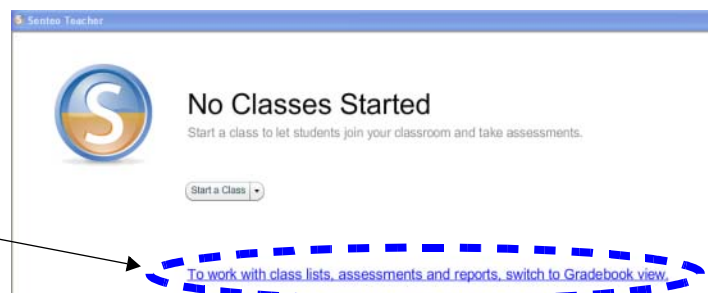 Senteo Teacher
S
No Classes Started
Start a class to let students join your classroom and take assessments.
Start a Class
To work with class lists, assessments and reports, switch to Gradebook view.